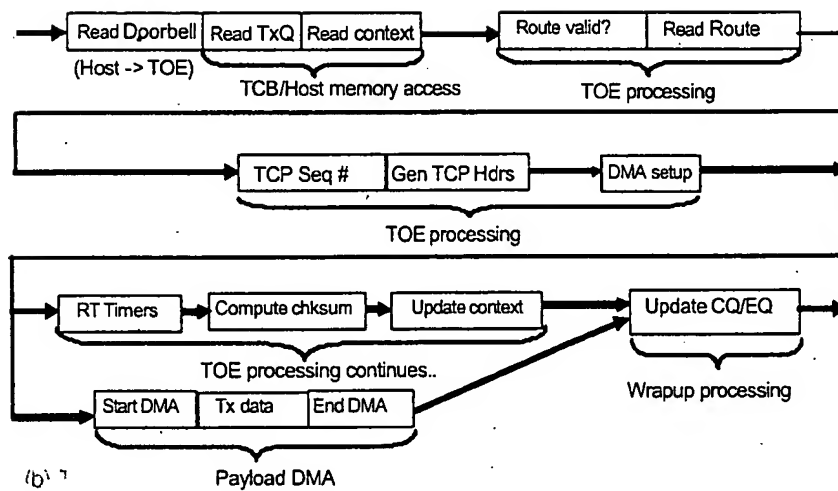 Read Doorbell Read TxQ Read context Route valid? Read Route
(Host -> TOE)
TCB/Host memory access TOE processing
TCP Seq # Gen TCP Hdrs DMA setup
TOE processing
RT Timers Compute chksum Update context Update CQ/EQ
TOE processing continues..
Wrapup processing
Start DMA Tx data End DMA
Payload DMA
(b)